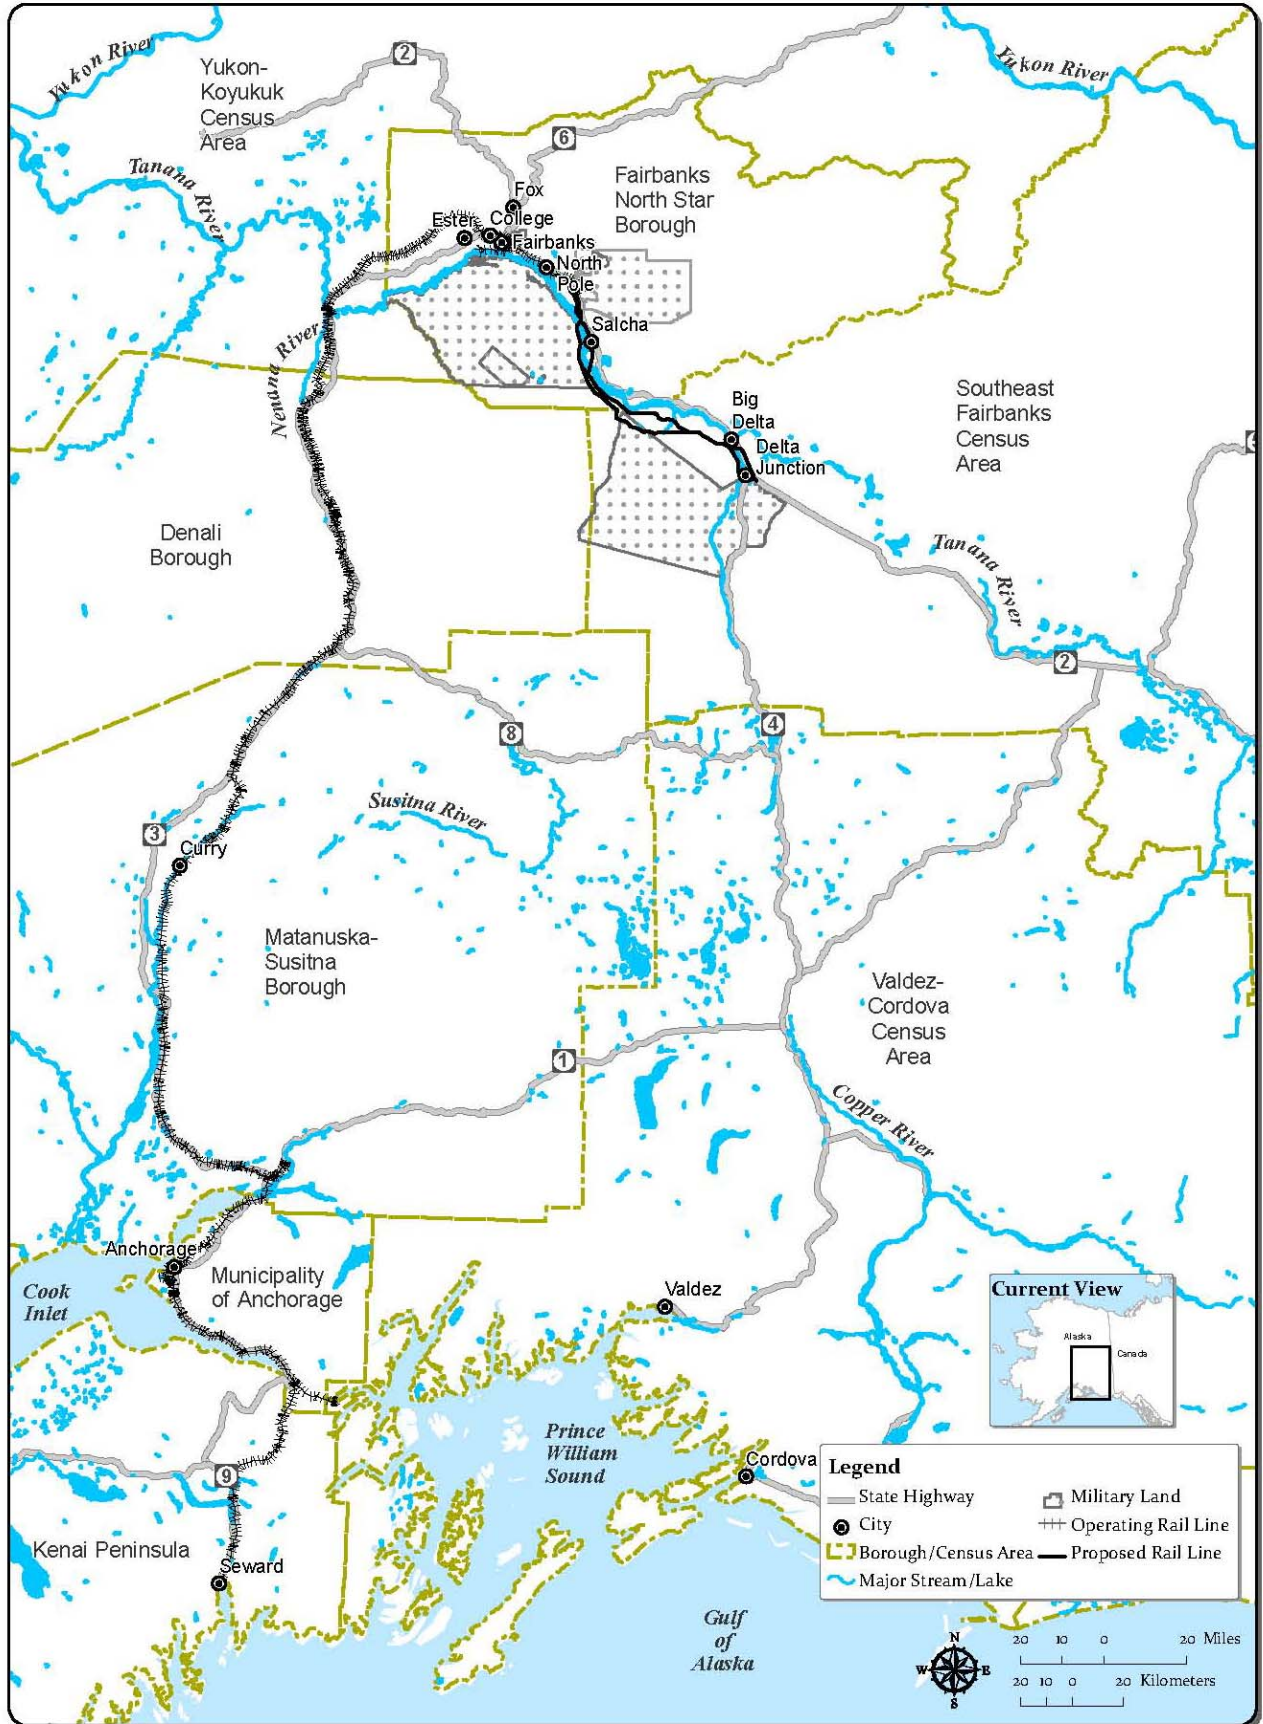 Yukon River
2
Yukon-
Koyukuk
Census
Area
Yukon River
6
Tanana River
Fox
Fairbanks
North Star
Borough
Ester
College
Fairbanks
North
Pole
Salcha
Nenana River
Big
Delta
Delta
Junction
Southeast
Fairbanks
Census
Area
Denali
Borough
Tanana River
2
8
4
Susitna River
3
Curry
Matanuska-
Susitna
Borough
Valdez-
Cordova
Census
Area
1
Copper River
Anchorage
Municipality
of Anchorage
Cook
Inlet
Valdez
Current View
Alaska
Canada
Prince
William
Sound
Cordova
9
Kenai Peninsula
Seward
Gulf
of
Alaska
Legend
State Highway
Military Land
City
Operating Rail Line
Borough/Census Area
Proposed Rail Line
Major Stream/Lake
N
W
E
S
20 10 0 20 Miles
20 10 0 20 Kilometers